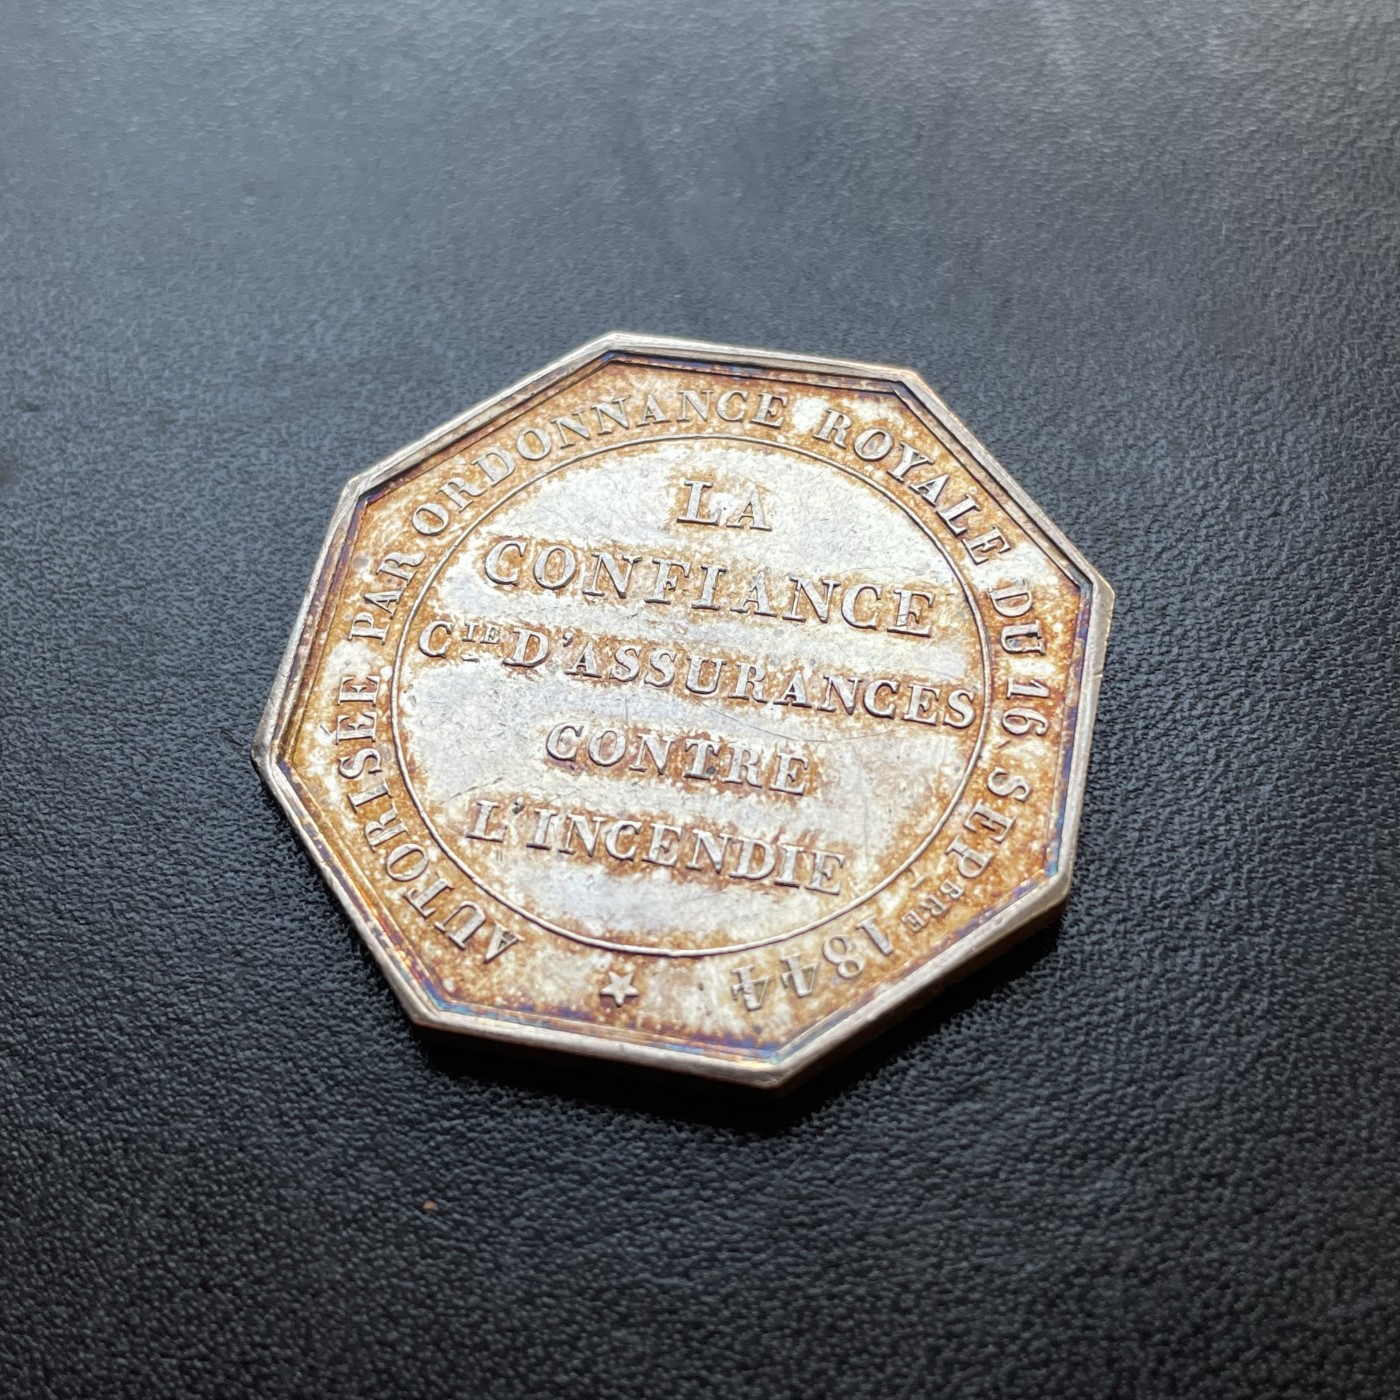 AUTORISÉE PAR ORDONNANCE ROYALE DU 16 SEPBRE 1844
LA
CONFIANCE
CIE D'ASSURANCES
CONTRE
L'INCENDIE